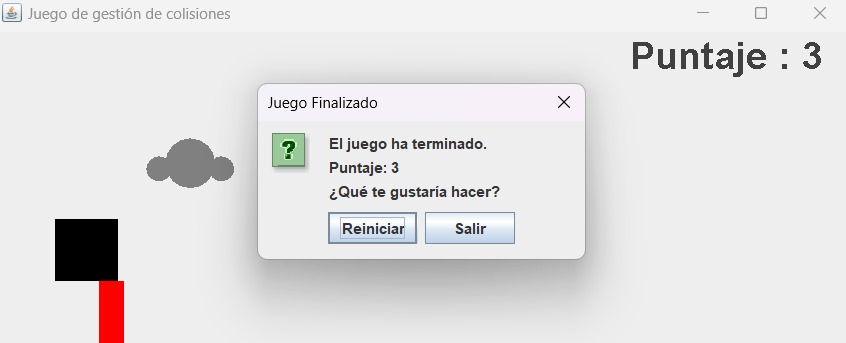 Juego de gestión de colisiones
Puntaje : 3
Juego Finalizado
?
El juego ha terminado.
Puntaje: 3
¿Qué te gustaría hacer?
Reiniciar
Salir